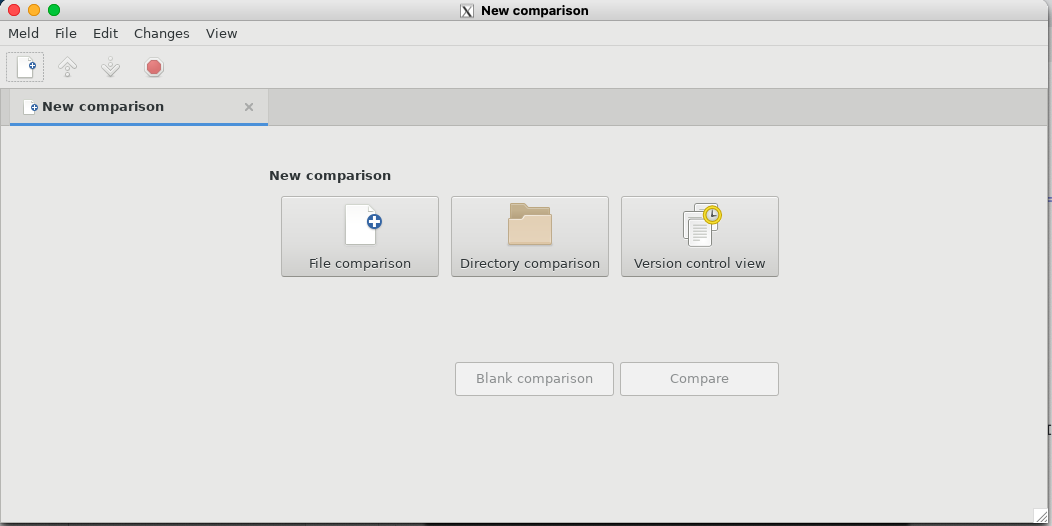 New comparison
Meld File Edit Changes View
New comparison
New comparison
File comparison Directory comparison Version control view
Blank comparison Compare